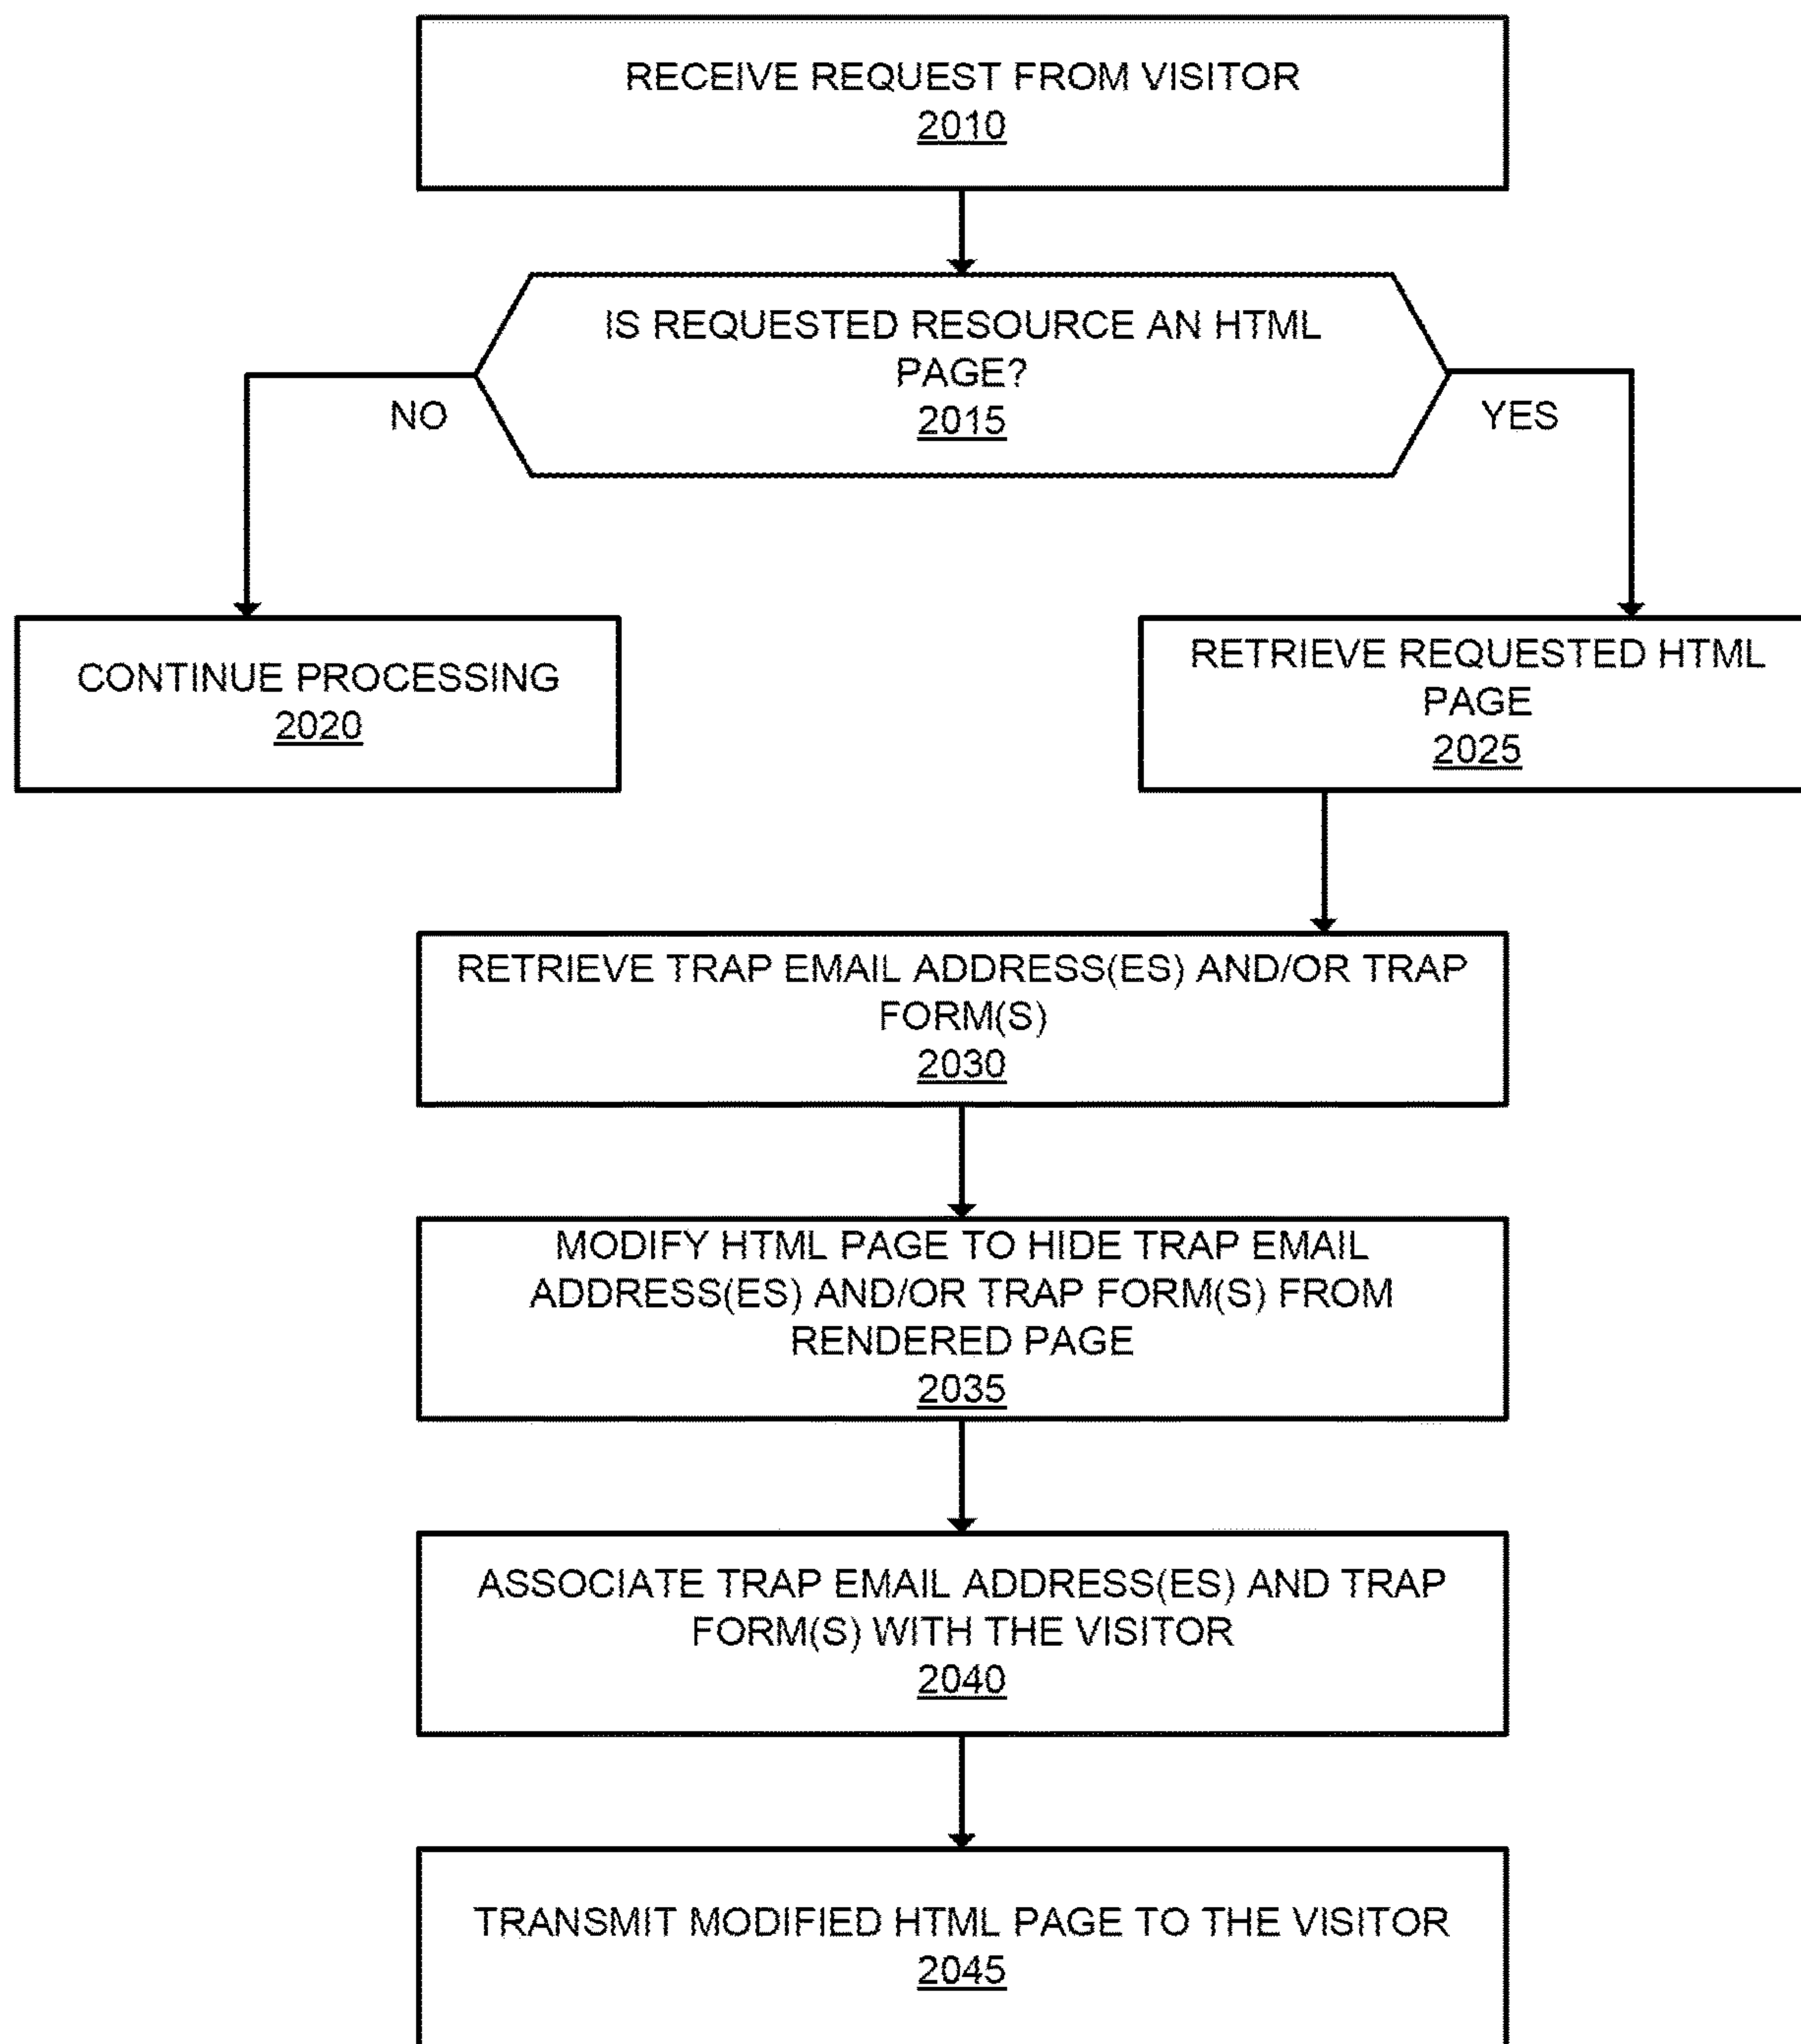 RECEIVE REQUEST FROM VISITOR
2010
IS REQUESTED RESOURCE AN HTML
PAGE?
2015
NO
YES
CONTINUE PROCESSING
2020
RETRIEVE REQUESTED HTML
PAGE
2025
RETRIEVE TRAP EMAIL ADDRESS(ES) AND/OR TRAP
FORM(S)
2030
MODIFY HTML PAGE TO HIDE TRAP EMAIL
ADDRESS(ES) AND/OR TRAP FORM(S) FROM
RENDERED PAGE
2035
ASSOCIATE TRAP EMAIL ADDRESS(ES) AND TRAP
FORM(S) WITH THE VISITOR
2040
TRANSMIT MODIFIED HTML PAGE TO THE VISITOR
2045